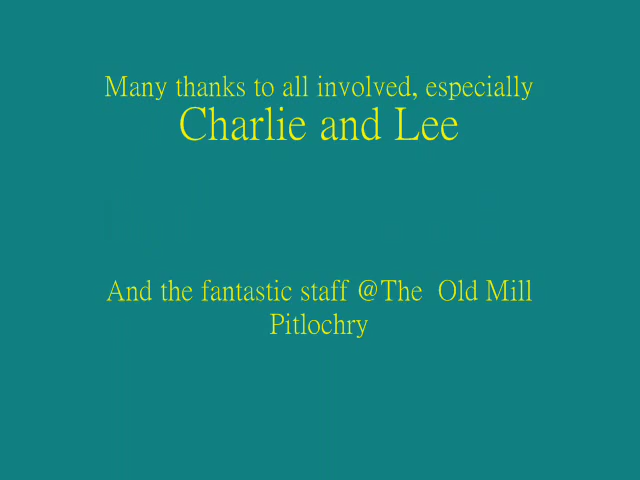 Many thanks to all involved, especially
Charlie and Lee
And the fantastic staff @The  Old Mill
Pitlochry